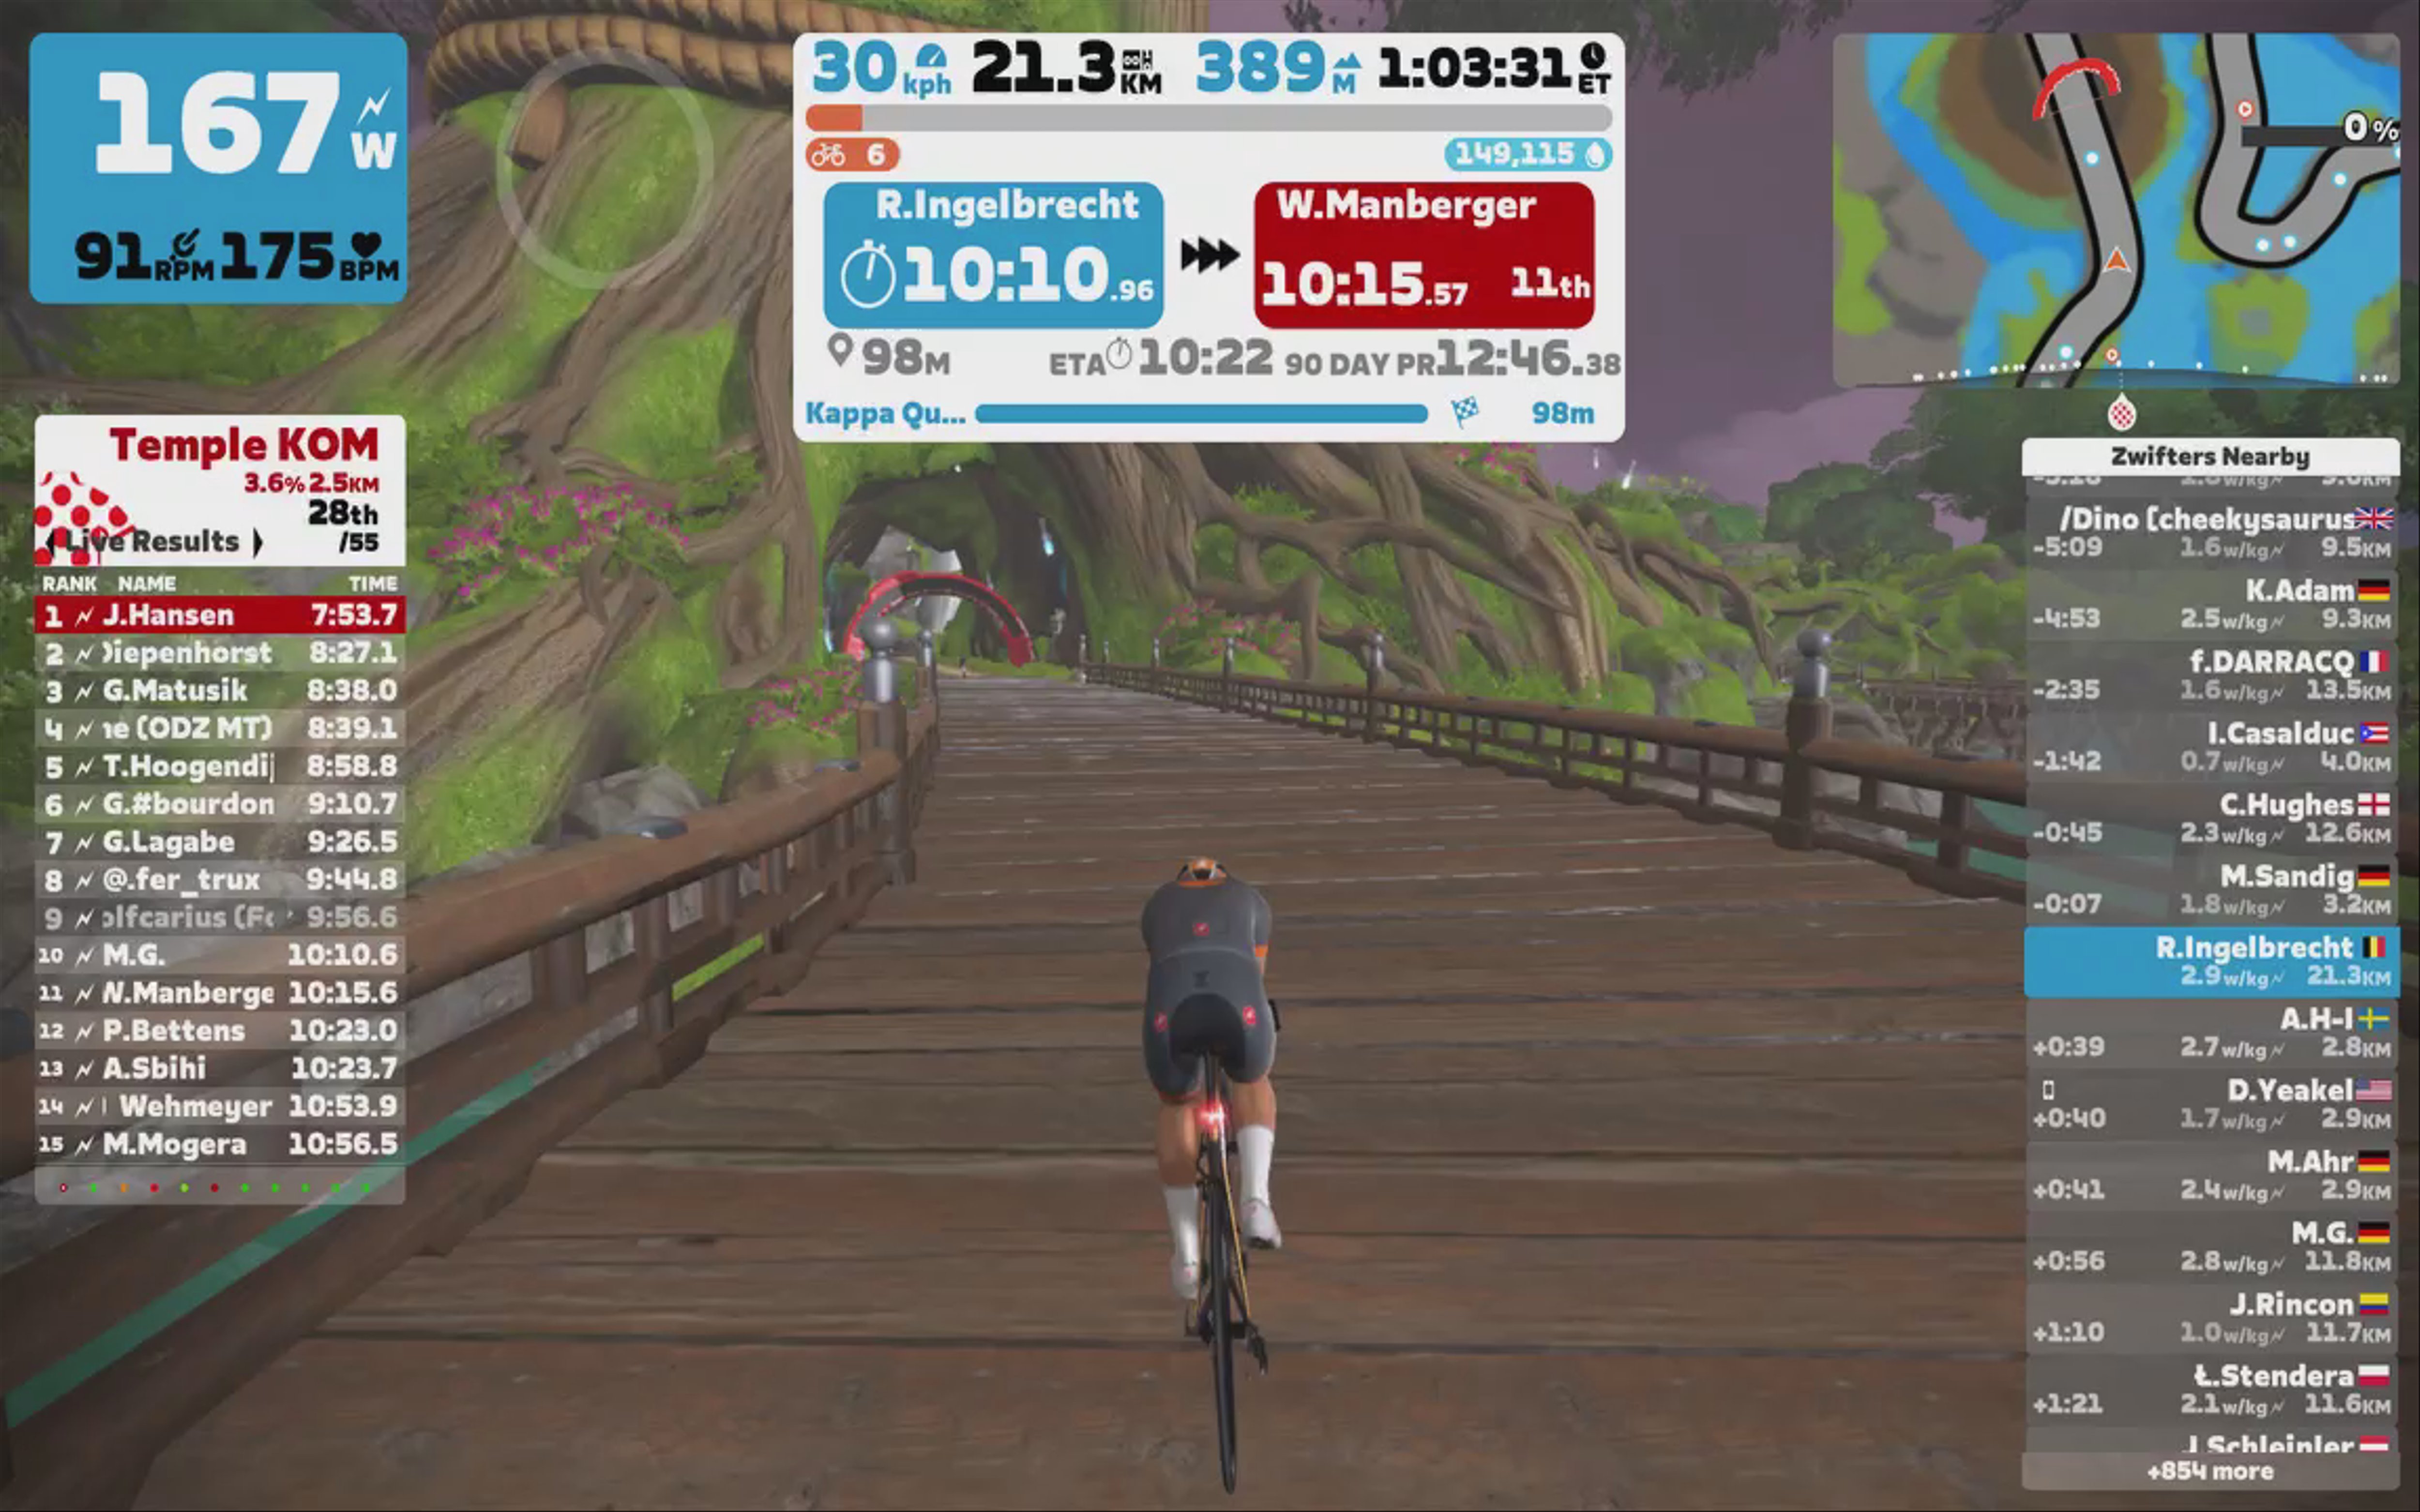 167 W
91 RPM 175 BPM
30 kph 21.3 KM 389 M 1:03:31 ET
6
149,115
R.Ingelbrecht
10:10.96
W.Manberger
10:15.57 11th
98M ETA 10:22 90 DAY PR 12:46.38
Kappa Qu... 98m
0%
Temple KOM
3.6% 2.5KM
28th
Live Results /55
RANK NAME TIME
1 J.Hansen 7:53.7
2 iepenhorst 8:27.1
3 G.Matusik 8:38.0
4 ne (ODZ MT) 8:39.1
5 T.Hoogendij 8:58.8
6 G.#bourdon 9:10.7
7 G.Lagabe 9:26.5
8 @.fer_trux 9:44.8
9 olfcarius (Fo 9:56.6
10 M.G. 10:10.6
11 W.Manberge 10:15.6
12 P.Bettens 10:23.0
13 A.Sbihi 10:23.7
14 Wehmeyer 10:53.9
15 M.Mogera 10:56.5
Zwifters Nearby
/Dino [cheekysaurus
-5:09 1.6w/kg 9.5KM
K.Adam
-4:53 2.5w/kg 9.3KM
f.DARRACQ
-2:35 1.6w/kg 13.5KM
I.Casalduc
-1:42 0.7w/kg 4.0KM
C.Hughes
-0:45 2.3w/kg 12.6KM
M.Sandig
-0:07 1.8w/kg 3.2KM
R.Ingelbrecht
2.9w/kg 21.3KM
A.H-I
+0:39 2.7w/kg 2.8KM
D.Yeakel
+0:40 1.7w/kg 2.9KM
M.Ahr
+0:41 2.4w/kg 2.9KM
M.G.
+0:56 2.8w/kg 11.8KM
J.Rincon
+1:10 1.0w/kg 11.7KM
Ł.Stendera
+1:21 2.1w/kg 11.6KM
J.Schleinler
+854 more